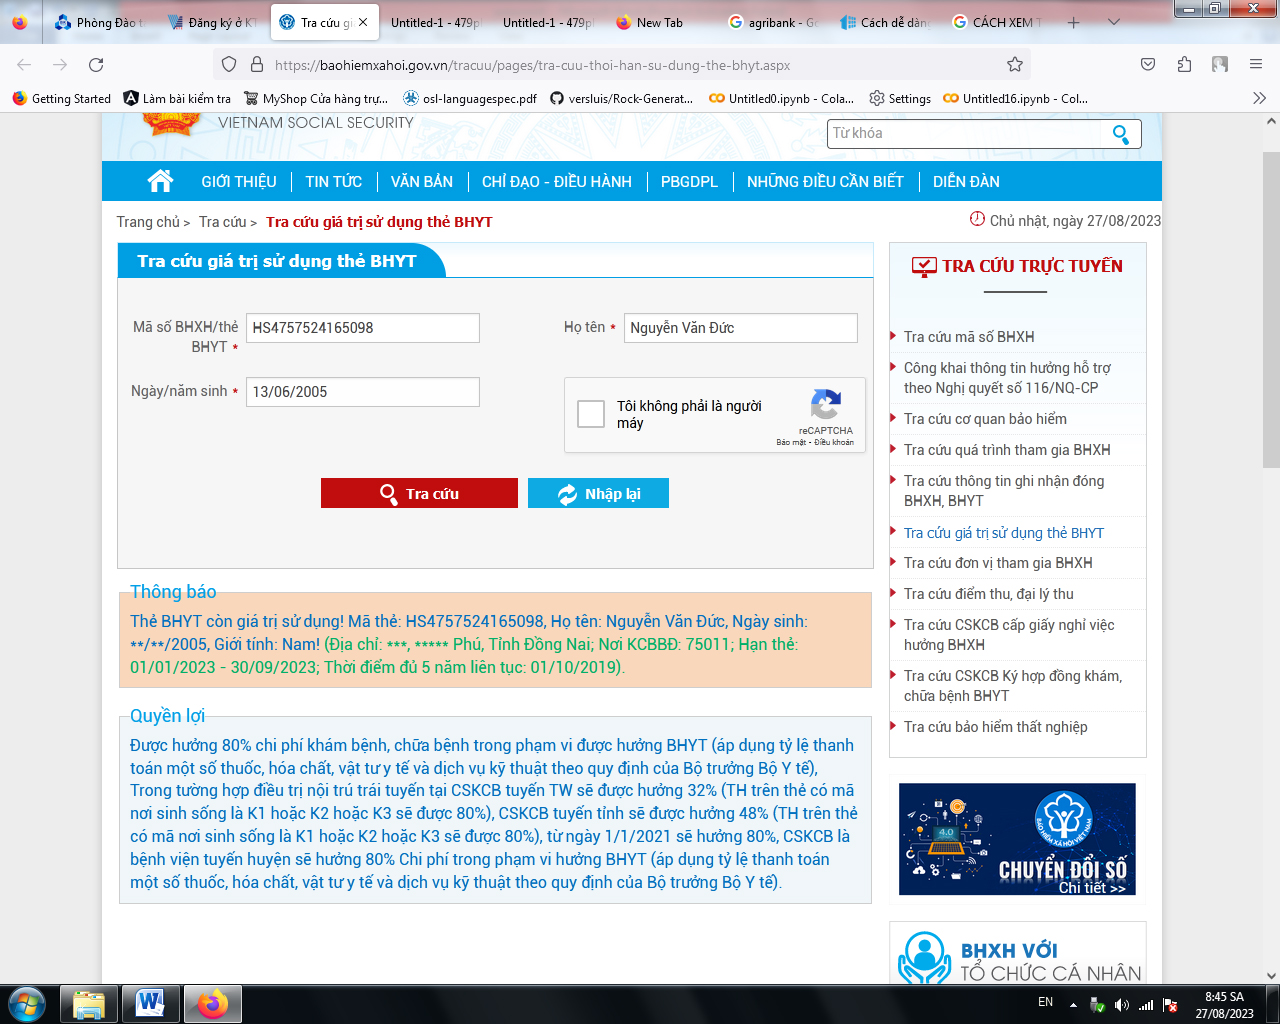 Phòng Đào t
Đăng ký ở KT
Tra cứu gi
Untitled-1 - 479p
Untitled-1 - 479p
New Tab
agribank - Go
Cách dễ dàng
CÁCH XEM T
https://baohiemxahoi.gov.vn/tracuu/pages/tra-cuu-thoi-han-su-dung-the-bhyt.aspx
Getting Started
Làm bài kiểm tra
MyShop Cửa hàng trự...
osl-languagespec.pdf
versluis/Rock-Generat...
Untitled0.ipynb - Cola...
Settings
Untitled16.ipynb - Col...
VIETNAM SOCIAL SECURITY
Từ khóa
GIỚI THIỆU
TIN TỨC
VĂN BẢN
CHỈ ĐẠO - ĐIỀU HÀNH
PBGDPL
NHỮNG ĐIỀU CẦN BIẾT
DIỄN ĐÀN
Trang chủ > Tra cứu > Tra cứu giá trị sử dụng thẻ BHYT
Chủ nhật, ngày 27/08/2023
Tra cứu giá trị sử dụng thẻ BHYT
Mã số BHXH/thẻ
BHYT *
HS4757524165098
Họ tên *
Nguyễn Văn Đức
Ngày/năm sinh *
13/06/2005
Tôi không phải là người
máy
reCAPTCHA
Bảo mật - Điều khoản
Tra cứu
Nhập lại
Thông báo
Thẻ BHYT còn giá trị sử dụng! Mã thẻ: HS4757524165098, Họ tên: Nguyễn Văn Đức, Ngày sinh:
**/**/2005, Giới tính: Nam! (Địa chỉ: ***, ***** Phú, Tỉnh Đồng Nai; Nơi KCBBĐ: 75011; Hạn thẻ:
01/01/2023 - 30/09/2023; Thời điểm đủ 5 năm liên tục: 01/10/2019).
Quyền lợi
Được hưởng 80% chi phí khám bệnh, chữa bệnh trong phạm vi được hưởng BHYT (áp dụng tỷ lệ thanh
toán một số thuốc, hóa chất, vật tư y tế và dịch vụ kỹ thuật theo quy định của Bộ trưởng Bộ Y tế),
Trong tường hợp điều trị nội trú trái tuyến tại CSKCB tuyến TW sẽ được hưởng 32% (TH trên thẻ có mã
nơi sinh sống là K1 hoặc K2 hoặc K3 sẽ được 80%), CSKCB tuyến tỉnh sẽ được hưởng 48% (TH trên thẻ
có mã nơi sinh sống là K1 hoặc K2 hoặc K3 sẽ được 80%), từ ngày 1/1/2021 sẽ hưởng 80%, CSKCB là
bệnh viện tuyến huyện sẽ hưởng 80% Chi phí trong phạm vi hưởng BHYT (áp dụng tỷ lệ thanh toán
một số thuốc, hóa chất, vật tư y tế và dịch vụ kỹ thuật theo quy định của Bộ trưởng Bộ Y tế).
TRA CỨU TRỰC TUYẾN
Tra cứu mã số BHXH
Công khai thông tin hưởng hỗ trợ
theo Nghị quyết số 116/NQ-CP
Tra cứu cơ quan bảo hiểm
Tra cứu quá trình tham gia BHXH
Tra cứu thông tin ghi nhận đóng
BHXH, BHYT
Tra cứu giá trị sử dụng thẻ BHYT
Tra cứu đơn vị tham gia BHXH
Tra cứu điểm thu, đại lý thu
Tra cứu CSKCB cấp giấy nghỉ việc
hưởng BHXH
Tra cứu CSKCB Ký hợp đồng khám,
chữa bệnh BHYT
Tra cứu bảo hiểm thất nghiệp
4.0
BẢO HIỂM XÃ HỘI VIỆT NAM
CHUYỂN ĐỔI SỐ
Chi tiết >>
BHXH VỚI
TỔ CHỨC CÁ NHÂN
EN
8:45 SA
27/08/2023